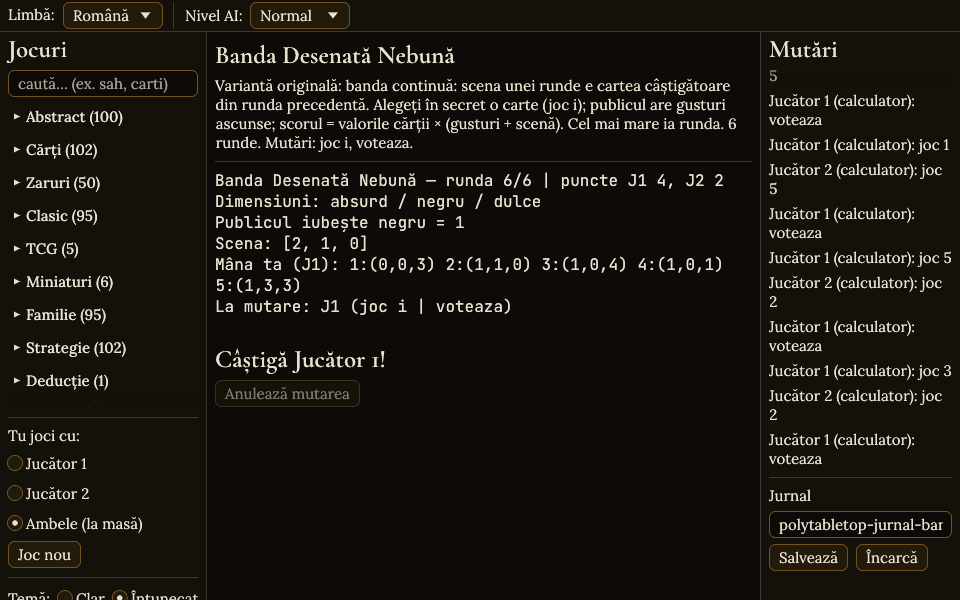 Limbă: Română ▼ Nivel AI: Normal ▼
Jocuri
caută... (ex. sah, carti)
▸ Abstract (100)
▸ Cărți (102)
▸ Zaruri (50)
▸ Clasic (95)
▸ TCG (5)
▸ Miniaturi (6)
▸ Familie (95)
▸ Strategie (102)
▸ Deducție (1)
Tu joci cu:
Jucător 1
Jucător 2
Ambele (la masă)
Joc nou
Temă: Clar Întunecat
Banda Desenată Nebună
Variantă originală: banda continuă: scena unei runde e cartea câștigătoare
din runda precedentă. Alegeți în secret o carte (joc i); publicul are gusturi
ascunse; scorul = valorile cărții × (gusturi + scenă). Cel mai mare ia runda. 6
runde. Mutări: joc i, voteaza.
Banda Desenată Nebună — runda 6/6 | puncte J1 4, J2 2
Dimensiuni: absurd / negru / dulce
Publicul iubește negru = 1
Scena: [2, 1, 0]
Mâna ta (J1): 1:(0,0,3) 2:(1,1,0) 3:(1,0,4) 4:(1,0,1)
5:(1,3,3)
La mutare: J1 (joc i | voteaza)
Câștigă Jucător 1!
Anulează mutarea
Mutări
5
Jucător 1 (calculator):
voteaza
Jucător 1 (calculator): joc 1
Jucător 2 (calculator): joc
5
Jucător 1 (calculator):
voteaza
Jucător 1 (calculator): joc 5
Jucător 2 (calculator): joc
2
Jucător 1 (calculator):
voteaza
Jucător 1 (calculator): joc 3
Jucător 2 (calculator): joc
2
Jucător 1 (calculator):
voteaza
Jurnal
polytabletop-jurnal-bar
Salvează Încarcă